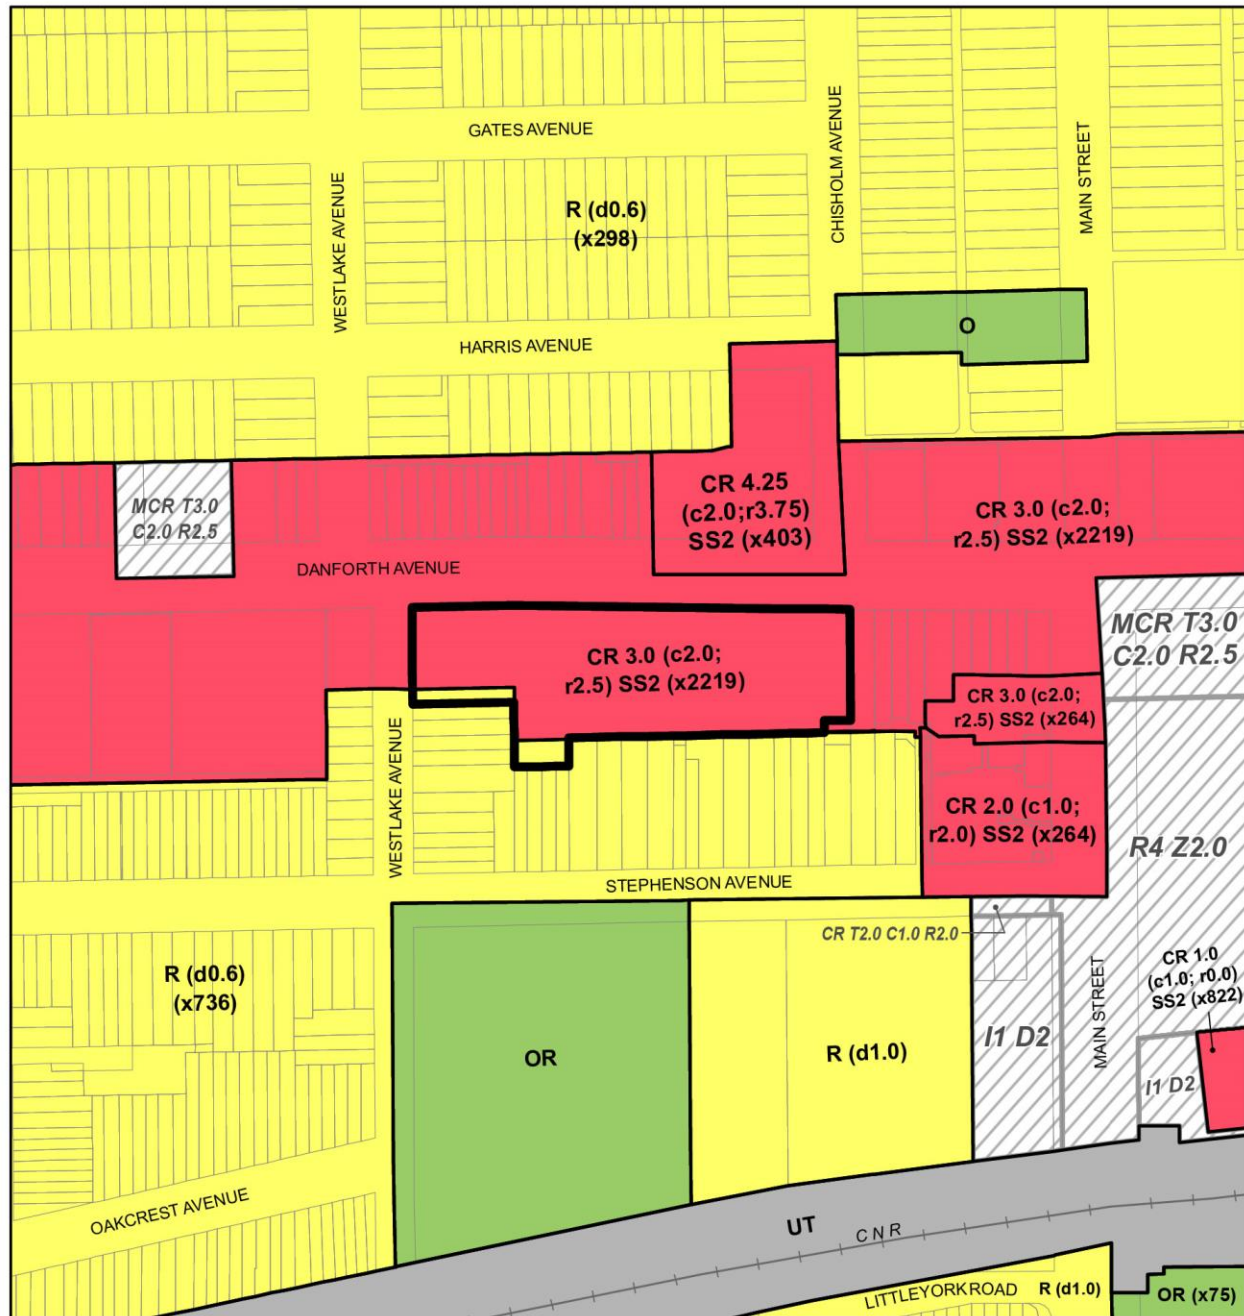 GATES AVENUE
CHISHOLM AVENUE
MAIN STREET
WESTLAKE AVENUE
R (d0.6)
(x298)
O
HARRIS AVENUE
MCR T3.0
C2.0 R2.5
CR 4.25
(c2.0;r3.75)
SS2 (x403)
CR 3.0 (c2.0;
r2.5) SS2 (x2219)
DANFORTH AVENUE
MCR T3.0
C2.0 R2.5
CR 3.0 (c2.0;
r2.5) SS2 (x2219)
CR 3.0 (c2.0;
r2.5) SS2 (x264)
WESTLAKE AVENUE
CR 2.0 (c1.0;
r2.0) SS2 (x264)
R4 Z2.0
STEPHENSON AVENUE
CR T2.0 C1.0 R2.0
R (d0.6)
(x736)
OR
R (d1.0)
I1 D2
MAIN STREET
CR 1.0
(c1.0; r0.0)
SS2 (x822)
I1 D2
OAKCREST AVENUE
UT
CNR
LITTLEYORKROAD
R (d1.0)
OR (x75)